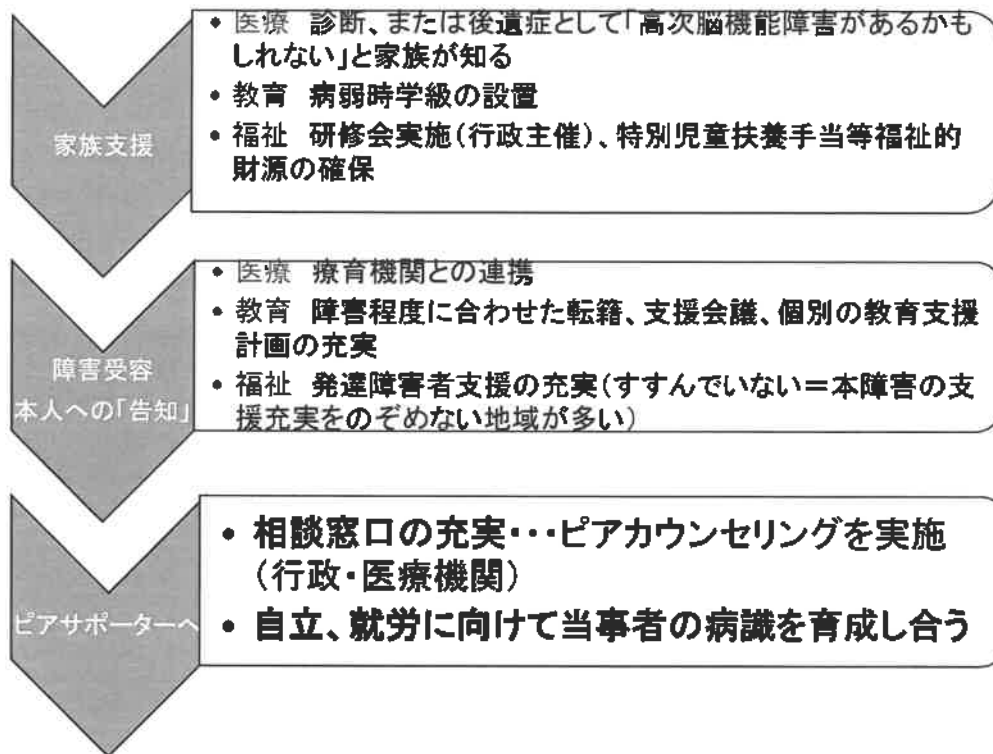 家族支援
• 医療 診断、または後遺症として「高次脳機能障害があるかも
しれない」と家族が知る
• 教育 病弱時学級の設置
• 福祉 研修会実施(行政主催)、特別児童扶養手当等福祉的
財源の確保
障害受容
本人への「告知」
• 医療 療育機関との連携
• 教育 障害程度に合わせた転籍、支援会議、個別の教育支援
計画の充実
• 福祉 発達障害者支援の充実(すすんでいない=本障害の支
援充実をのぞめない地域が多い)
ピアサポーターへ
• 相談窓口の充実・・・ピアカウンセリングを実施
(行政・医療機関)
• 自立、就労に向けて当事者の病識を育成し合う